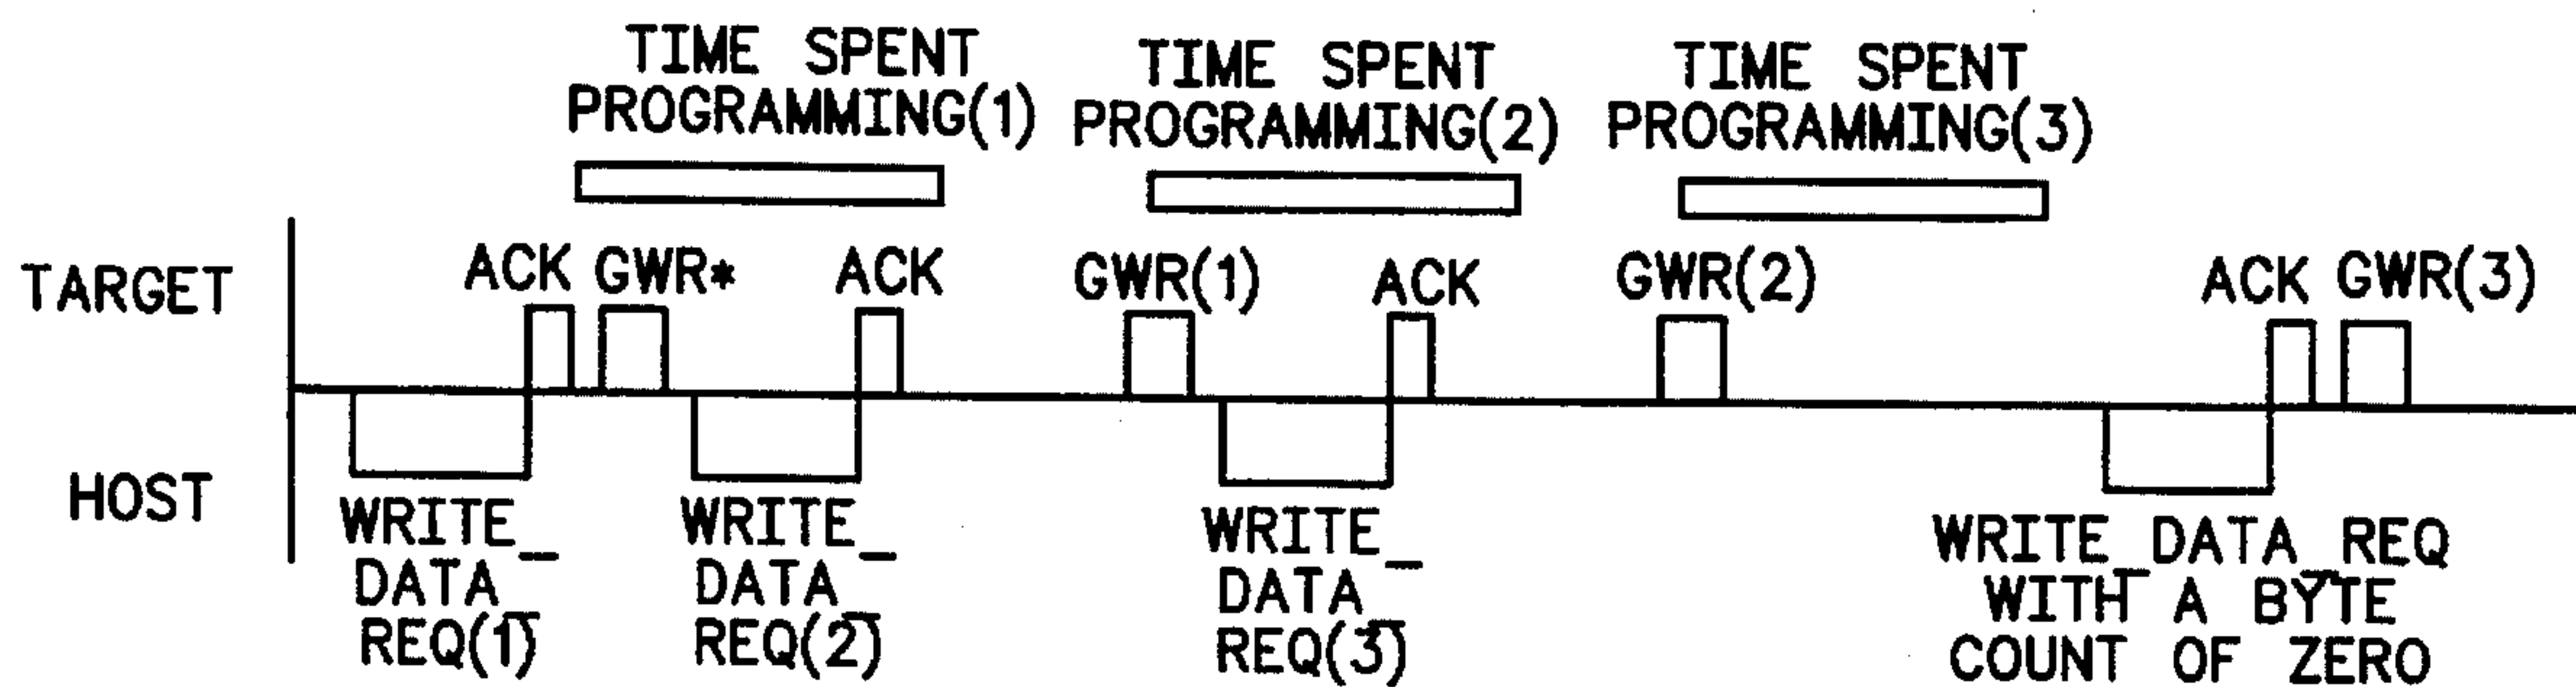 TIME SPENT
PROGRAMMING(1)
TIME SPENT
PROGRAMMING(2)
TIME SPENT
PROGRAMMING(3)
TARGET
ACK
GWR*
ACK
GWR(1)
ACK
GWR(2)
ACK
GWR(3)
HOST
WRITE_
DATA_
REQ(1)
WRITE_
DATA_
REQ(2)
WRITE_
DATA_
REQ(3)
WRITE_DATA_REQ
WITH A BYTE
COUNT OF ZERO